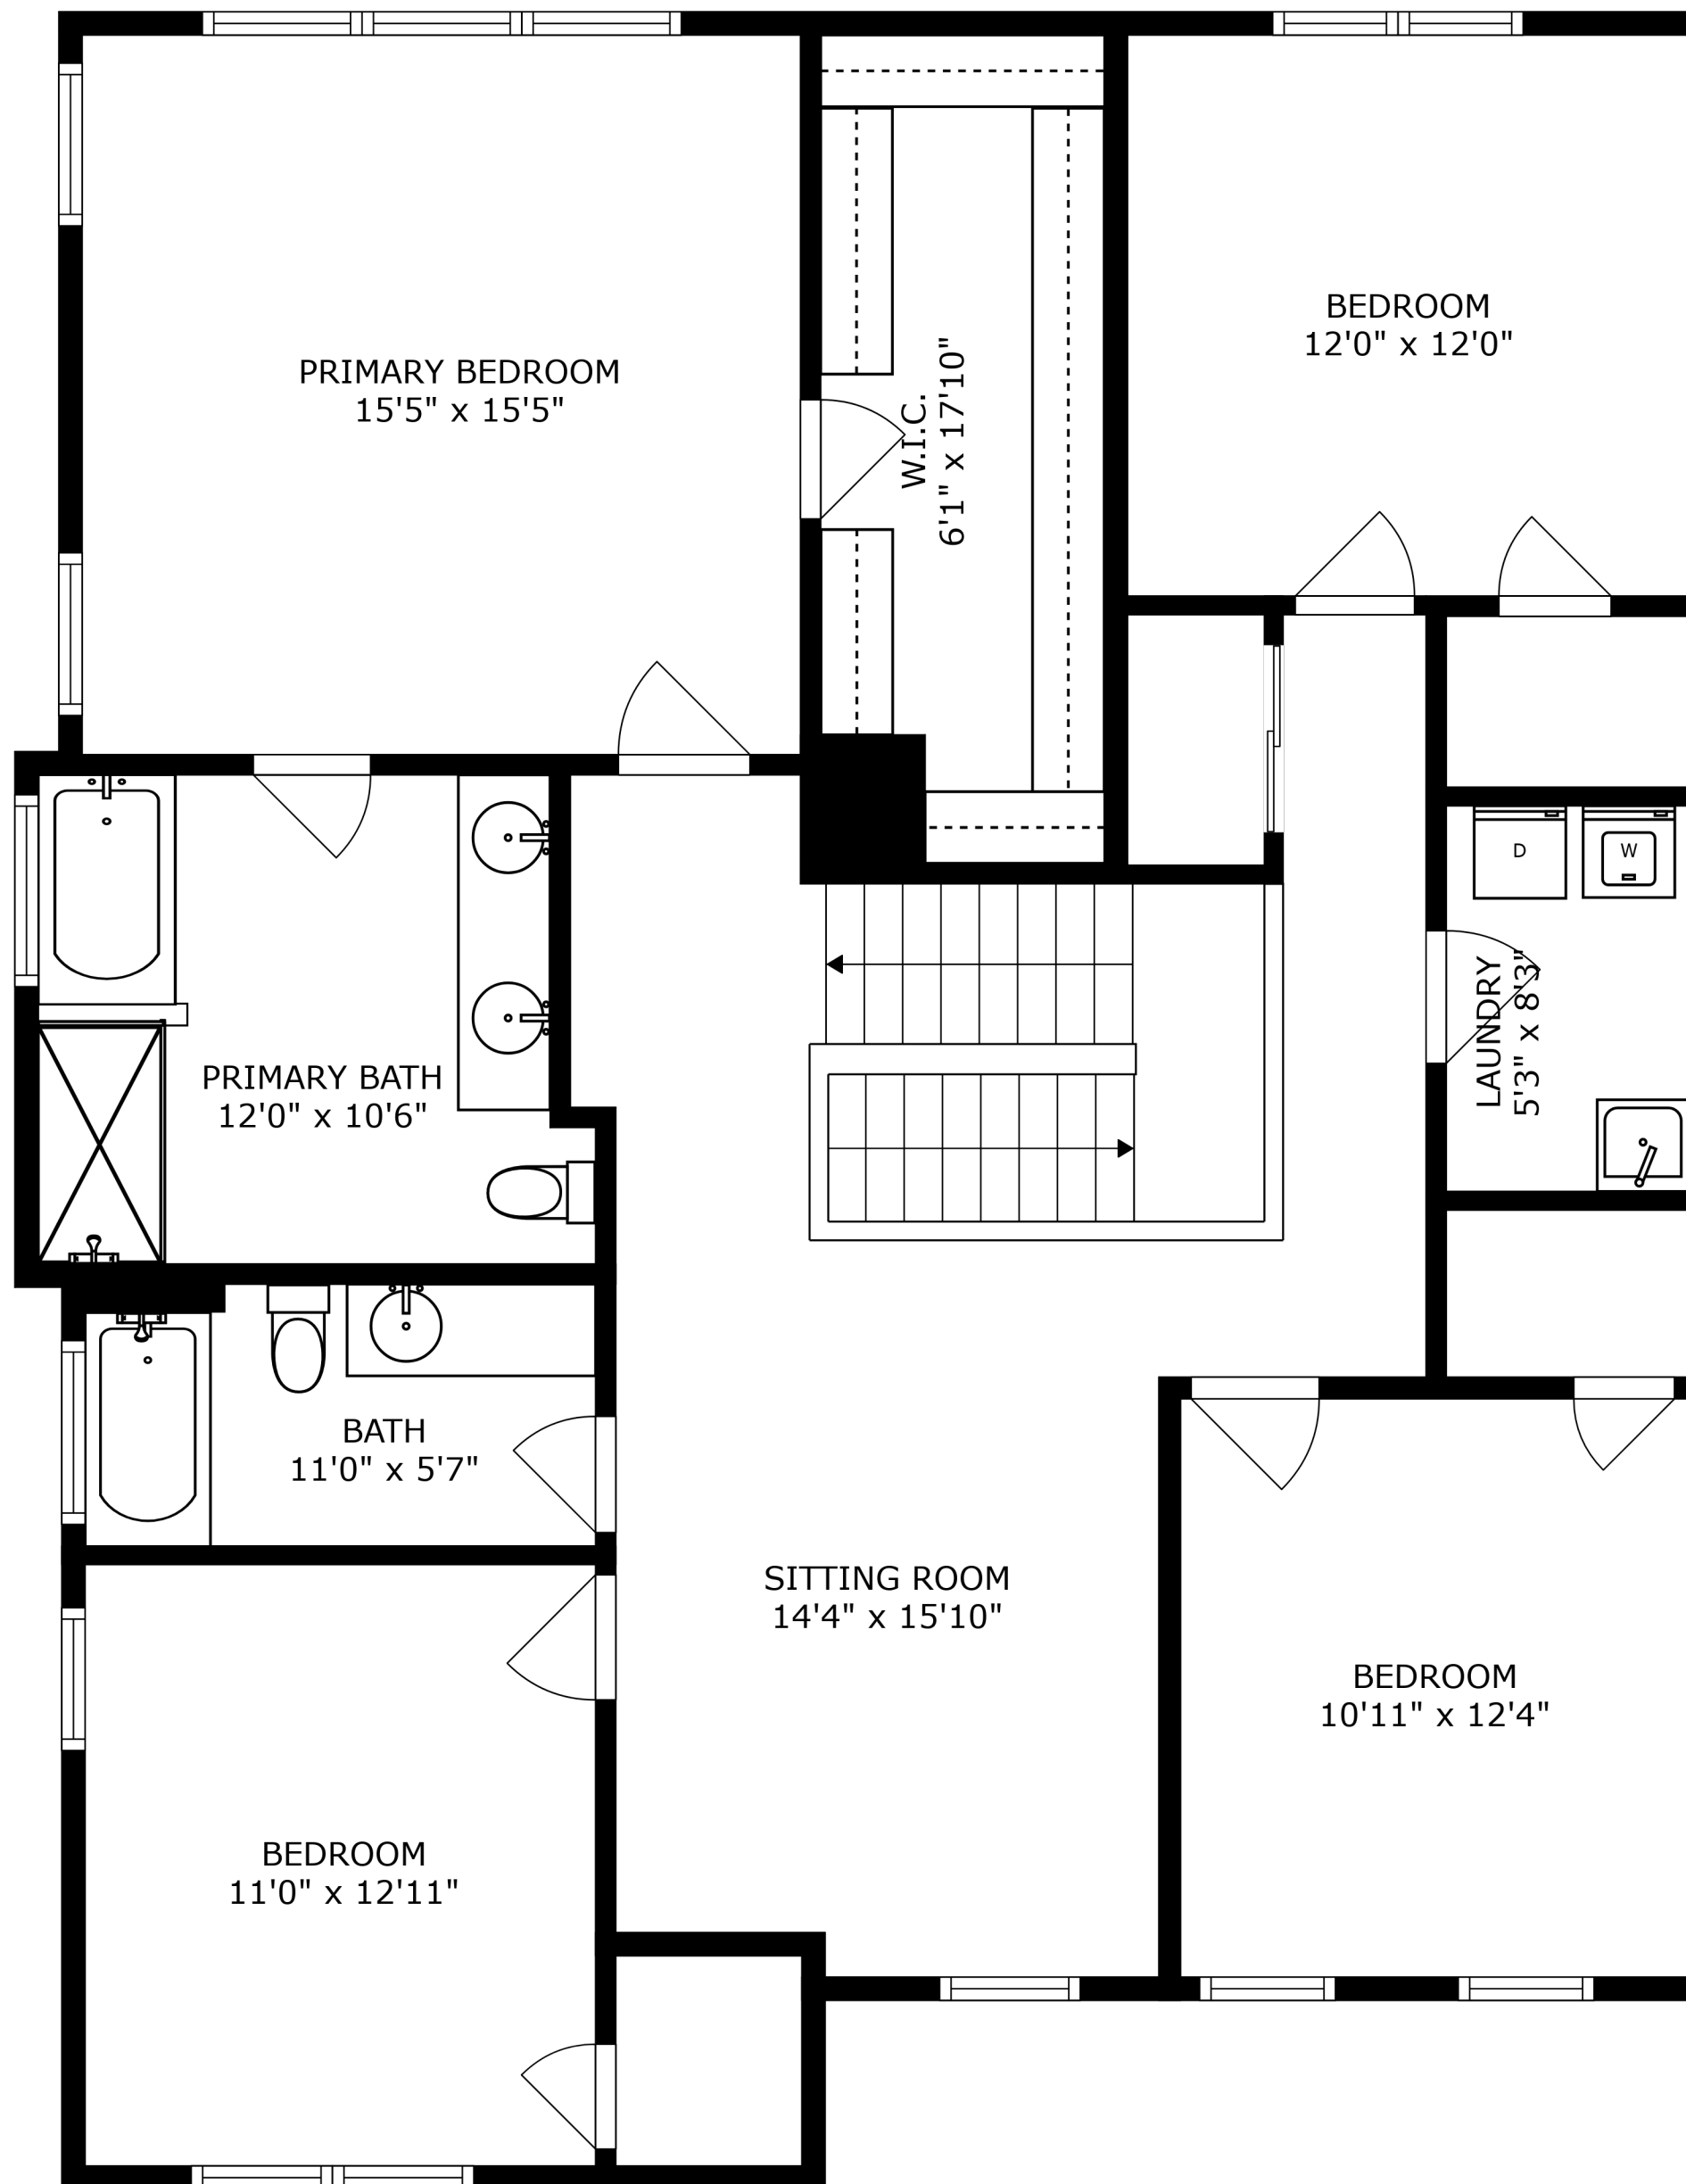 BEDROOM
12'0" x 12'0"
PRIMARY BEDROOM
15'5" x 15'5"
W.I.C.
6'1" x 17'10"
D
W
LAUNDRY
5'3" x 8'3"
PRIMARY BATH
12'0" x 10'6"
BATH
11'0" x 5'7"
SITTING ROOM
14'4" x 15'10"
BEDROOM
10'11" x 12'4"
BEDROOM
11'0" x 12'11"